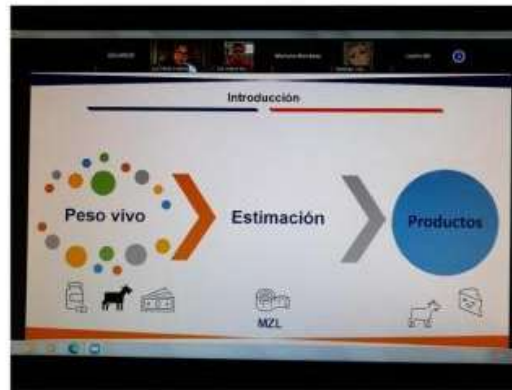 Introducción
Peso vivo
Estimación
Productos
MZL